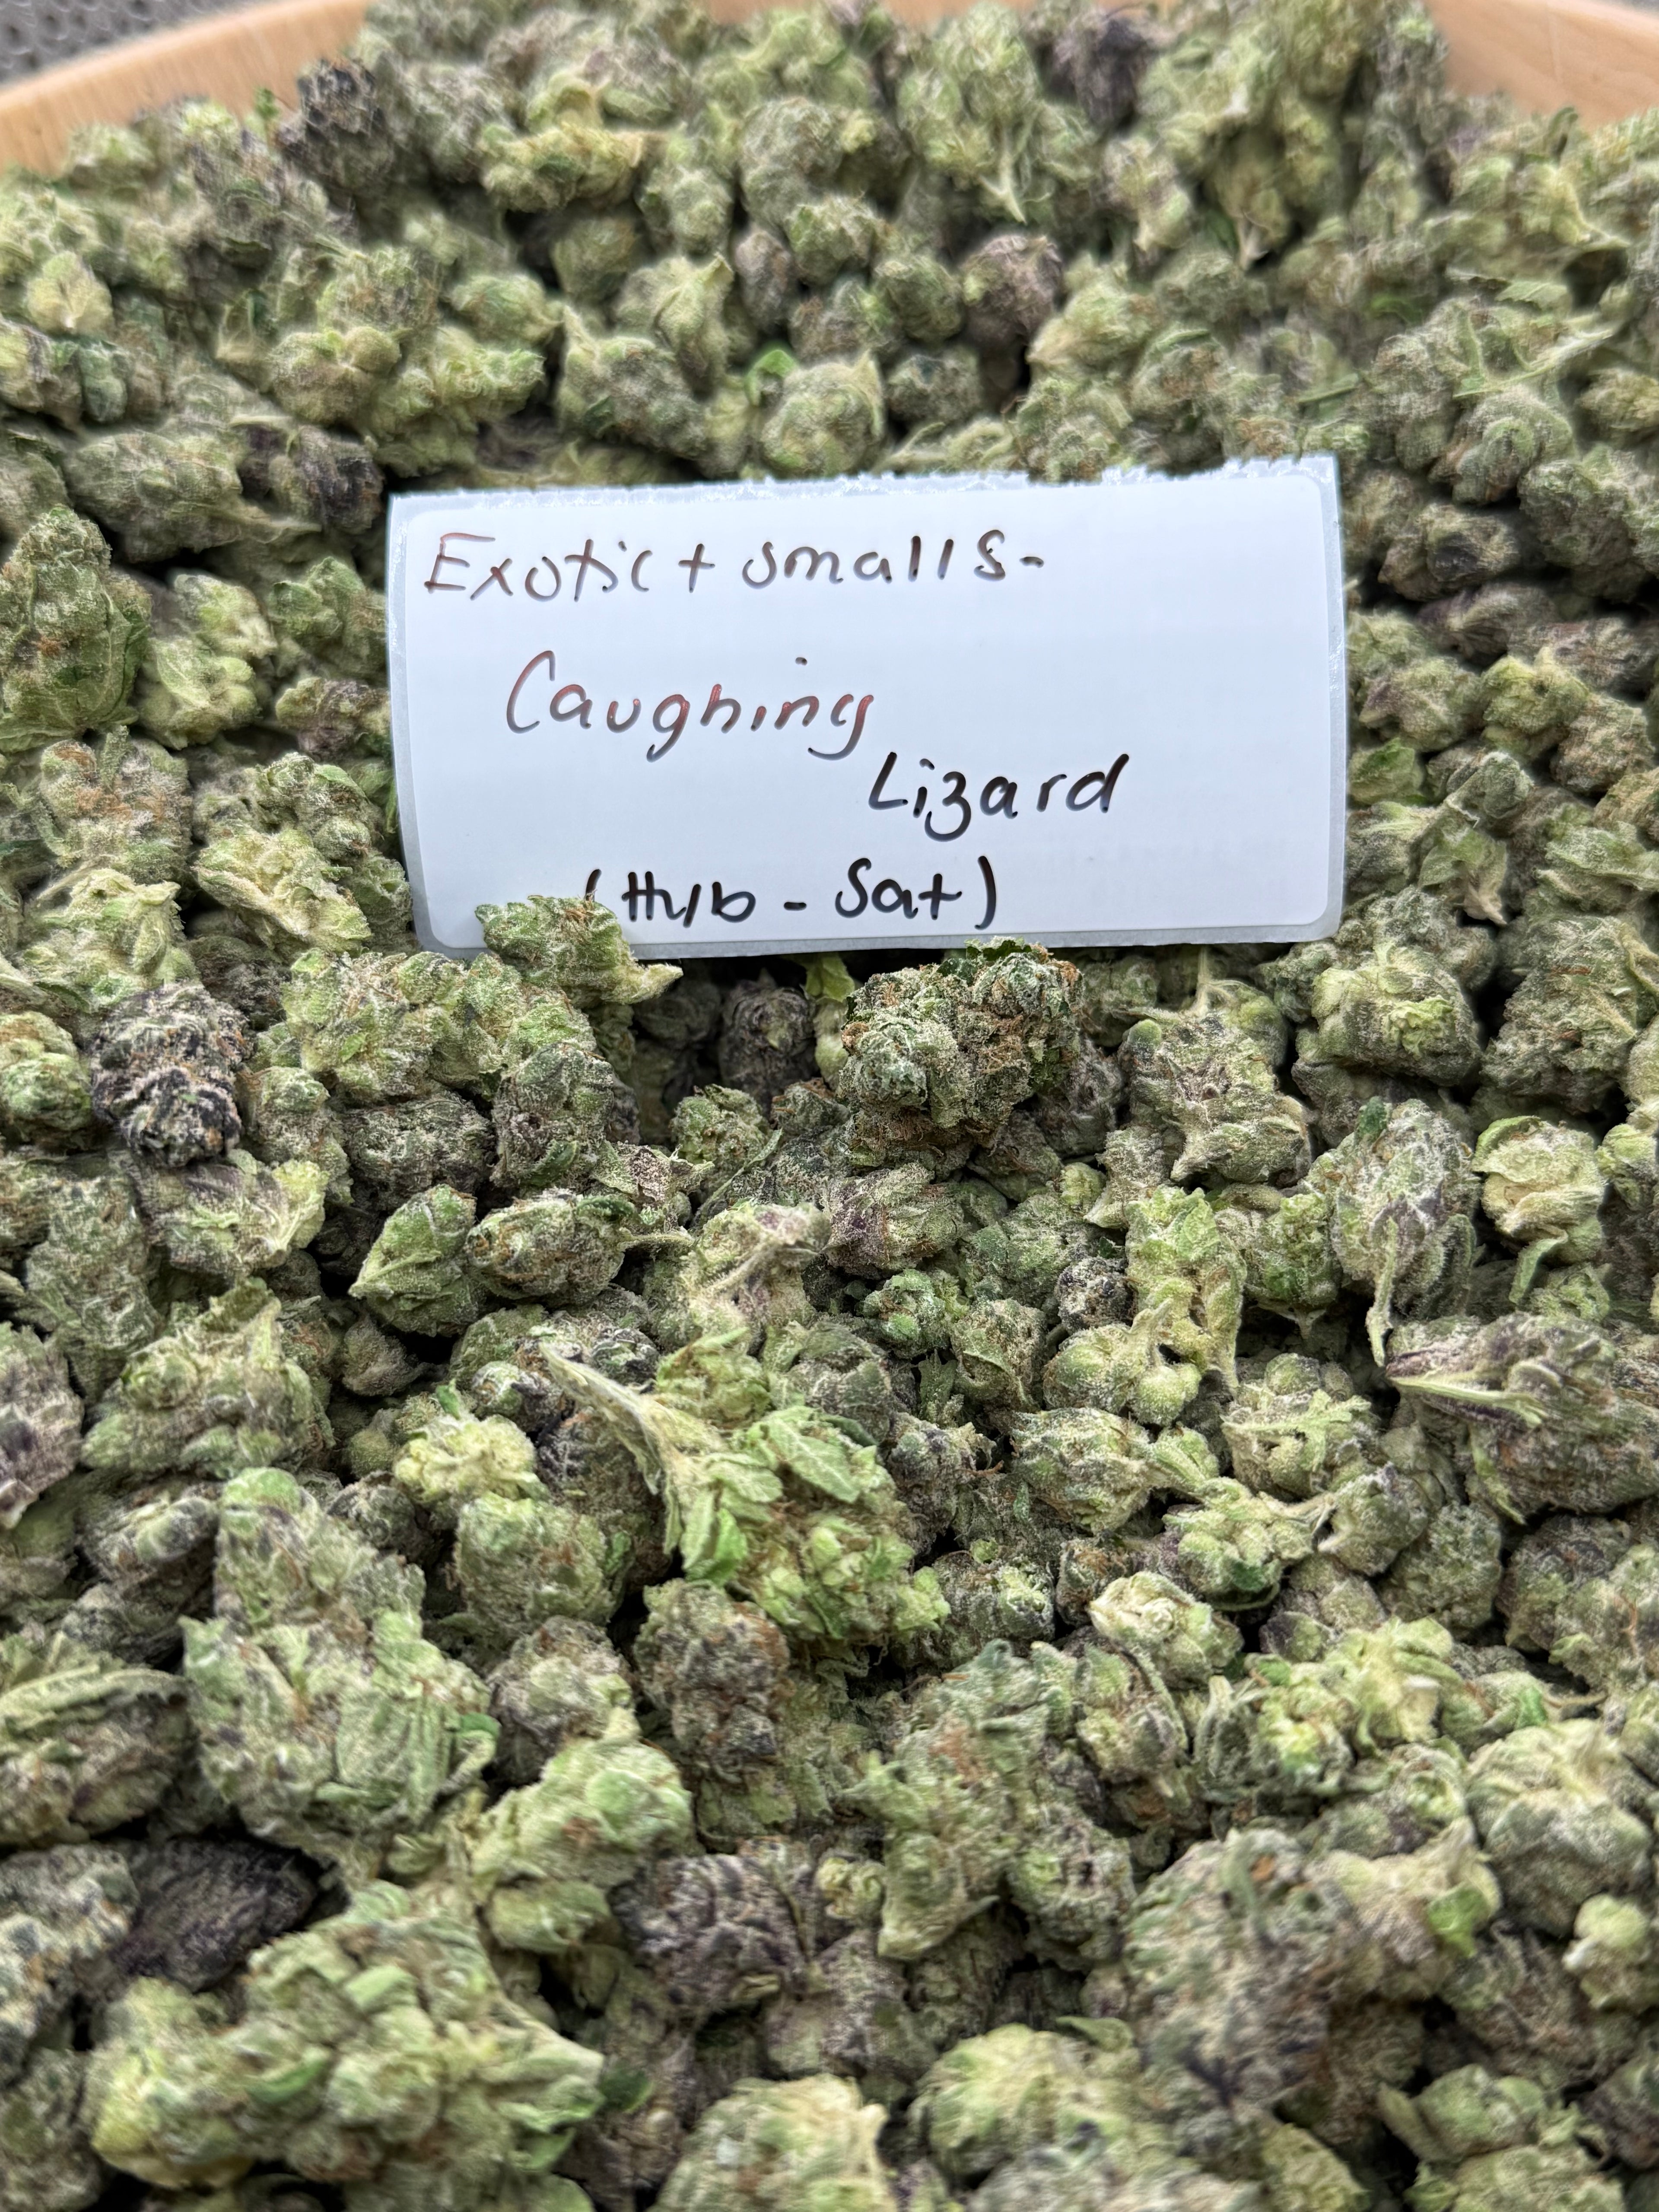 Exotic + smalls-
Caughing
Lizard
(Hyb - Sat)